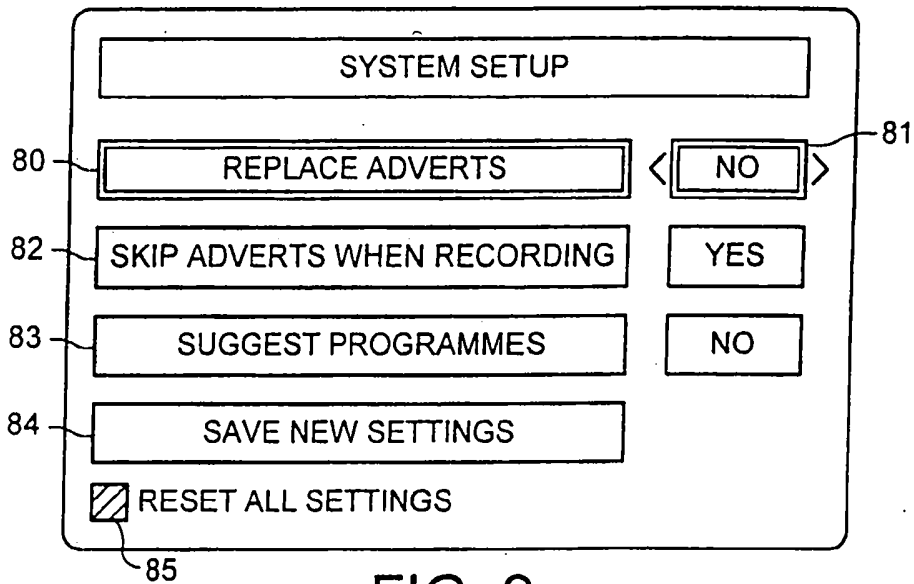 SYSTEM SETUP
80 REPLACE ADVERTS < NO > 81
82 SKIP ADVERTS WHEN RECORDING YES
83 SUGGEST PROGRAMMES NO
84 SAVE NEW SETTINGS
RESET ALL SETTINGS
85